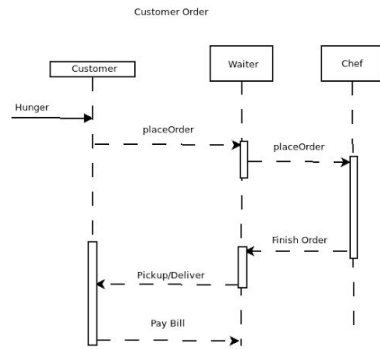 Customer Order
Customer
Waiter
Chef
Hunger
placeOrder
placeOrder
Finish Order
Pickup/Deliver
Pay Bill